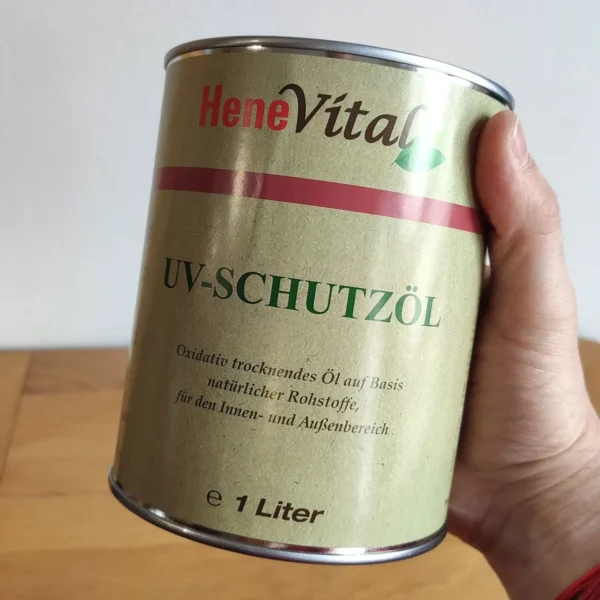 HeneVital
UV-SCHUTZÖL
Oxidativ trocknendes Öl auf Basis
natürlicher Rohstoffe,
für den Innen- und Außenbereich
℮ 1 Liter